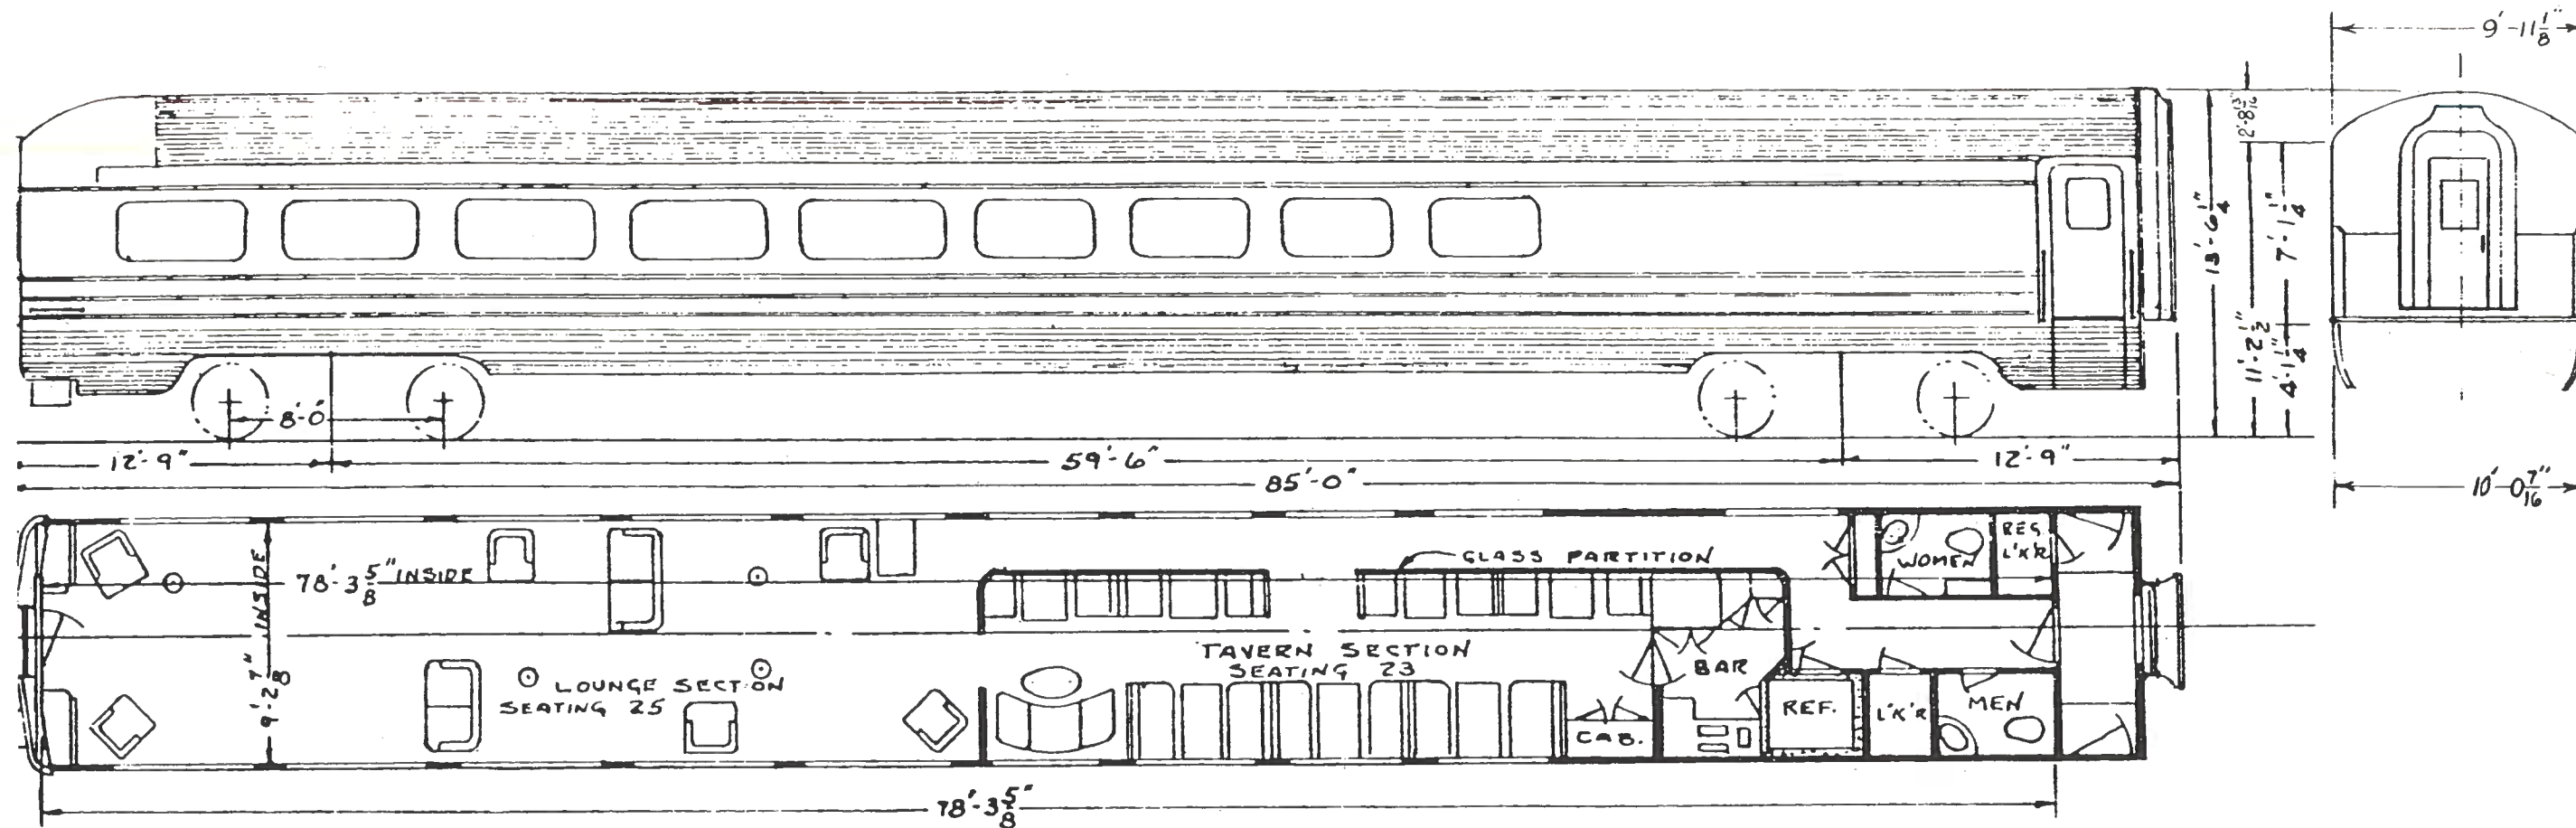 9'-11 1/8"
2'-8 13/16"
13'-6 1/4"
11'-2 1/2"
7'-1 1/4"
4'-1 1/4"
8'-0"
12'-9"
59'-6"
12'-9"
85'-0"
10'-0 7/16"
78'-3 5/8" INSIDE
9'-2 7/8" INSIDE
GLASS PARTITION
WOMEN
REG.
L'K'R
LOUNGE SECTION
SEATING 25
TAVERN SECTION
SEATING 23
BAR
CAB.
REF.
L'K'R
MEN
78'-3 5/8"